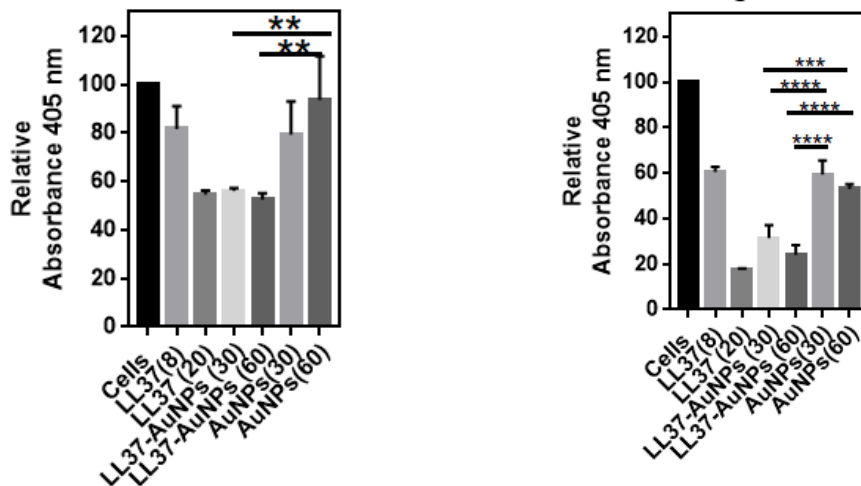 120
100
80
60
40
20
0
Relative
Absorbance 405 nm
**
**
Cells
LL37(8)
LL37 (20)
LL37-AuNPs (30)
LL37-AuNPs (60)
AuNPs(30)
AuNPs(60)
120
100
80
60
40
20
0
Relative
Absorbance 405 nm
***
****
****
****
Cells
LL37(8)
LL37 (20)
LL37-AuNPs (30)
LL37-AuNPs (60)
AuNPs(30)
AuNPs(60)